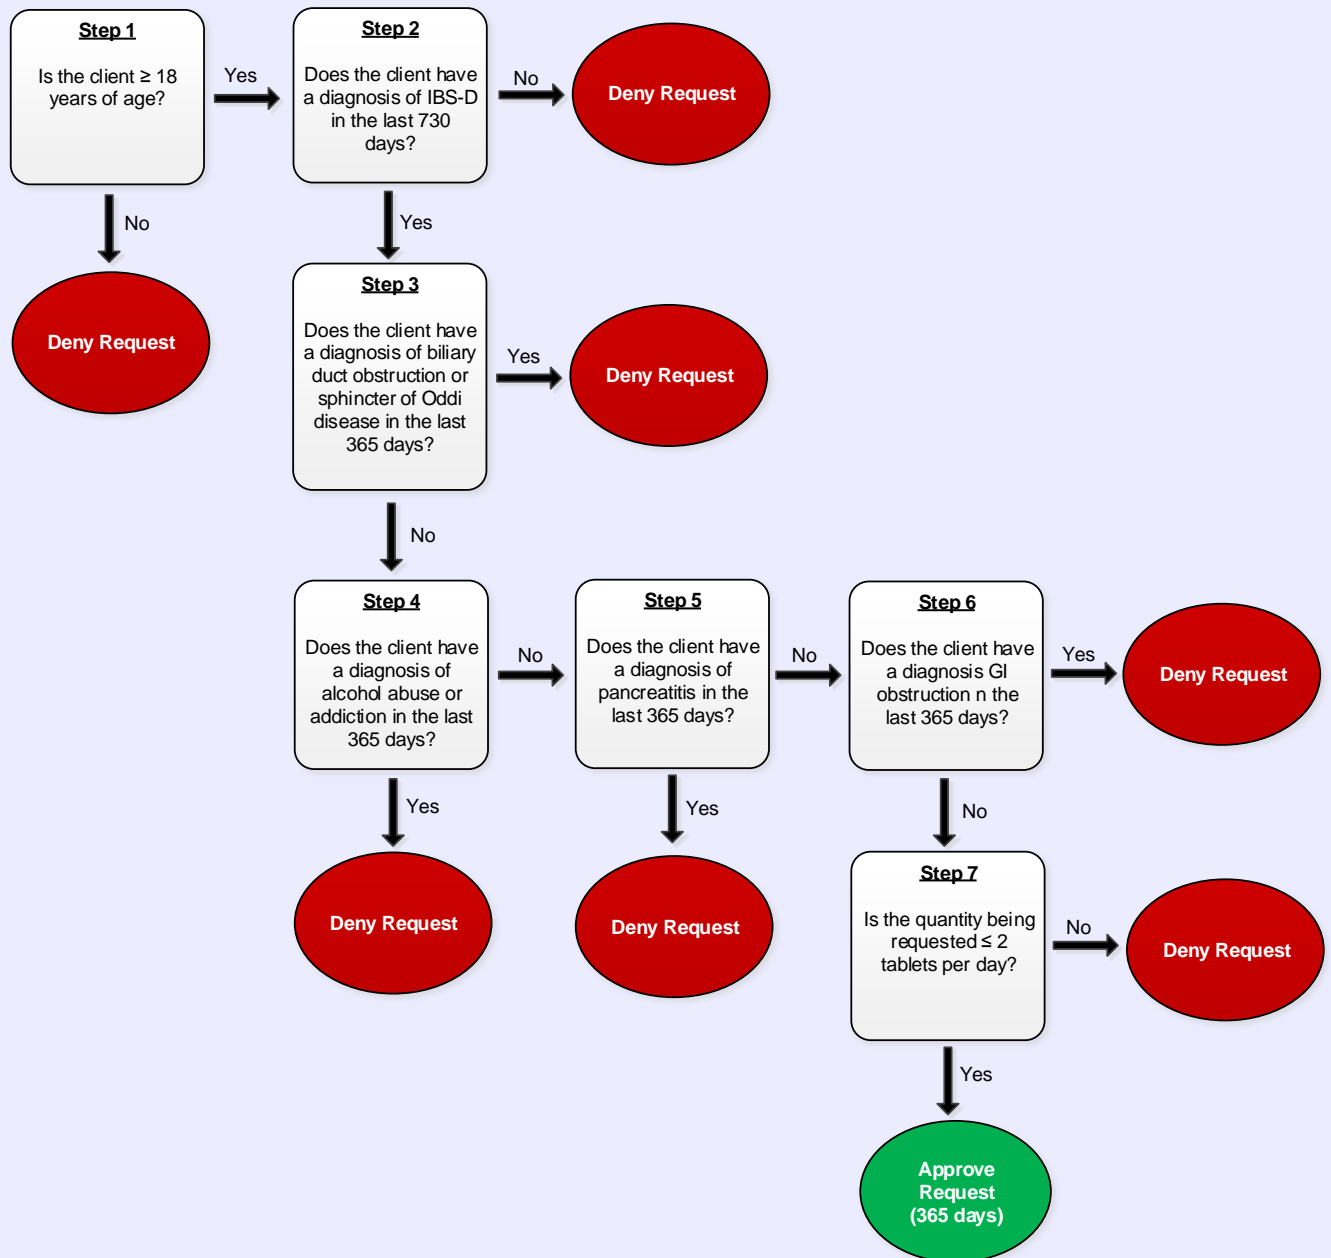 Step 1
Is the client ≥ 18
years of age?
Yes
No
Deny Request
Step 2
Does the client have
a diagnosis of IBS-D
in the last 730
days?
No
Deny Request
Yes
Step 3
Does the client have
a diagnosis of biliary
duct obstruction or
sphincter of Oddi
disease in the last
365 days?
Yes
Deny Request
No
Step 4
Does the client have
a diagnosis of
alcohol abuse or
addiction in the last
365 days?
No
Yes
Deny Request
Step 5
Does the client have
a diagnosis of
pancreatitis in the
last 365 days?
No
Yes
Deny Request
Step 6
Does the client have
a diagnosis GI
obstruction n the
last 365 days?
Yes
Deny Request
No
Step 7
Is the quantity being
requested ≤ 2
tablets per day?
No
Deny Request
Yes
Approve
Request
(365 days)